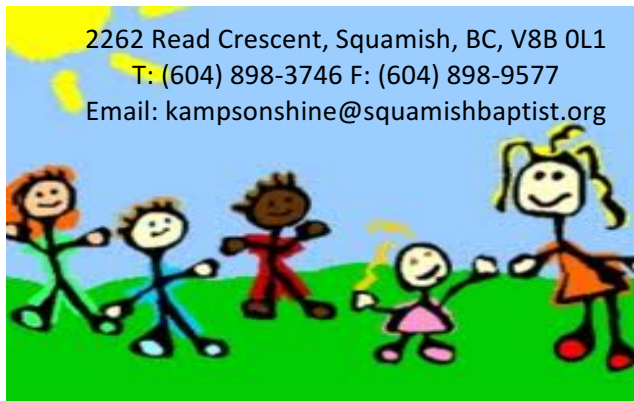 2262 Read Crescent, Squamish, BC, V8B 0L1
T: (604) 898-3746 F: (604) 898-9577
Email: kampsonshine@squamishbaptist.org